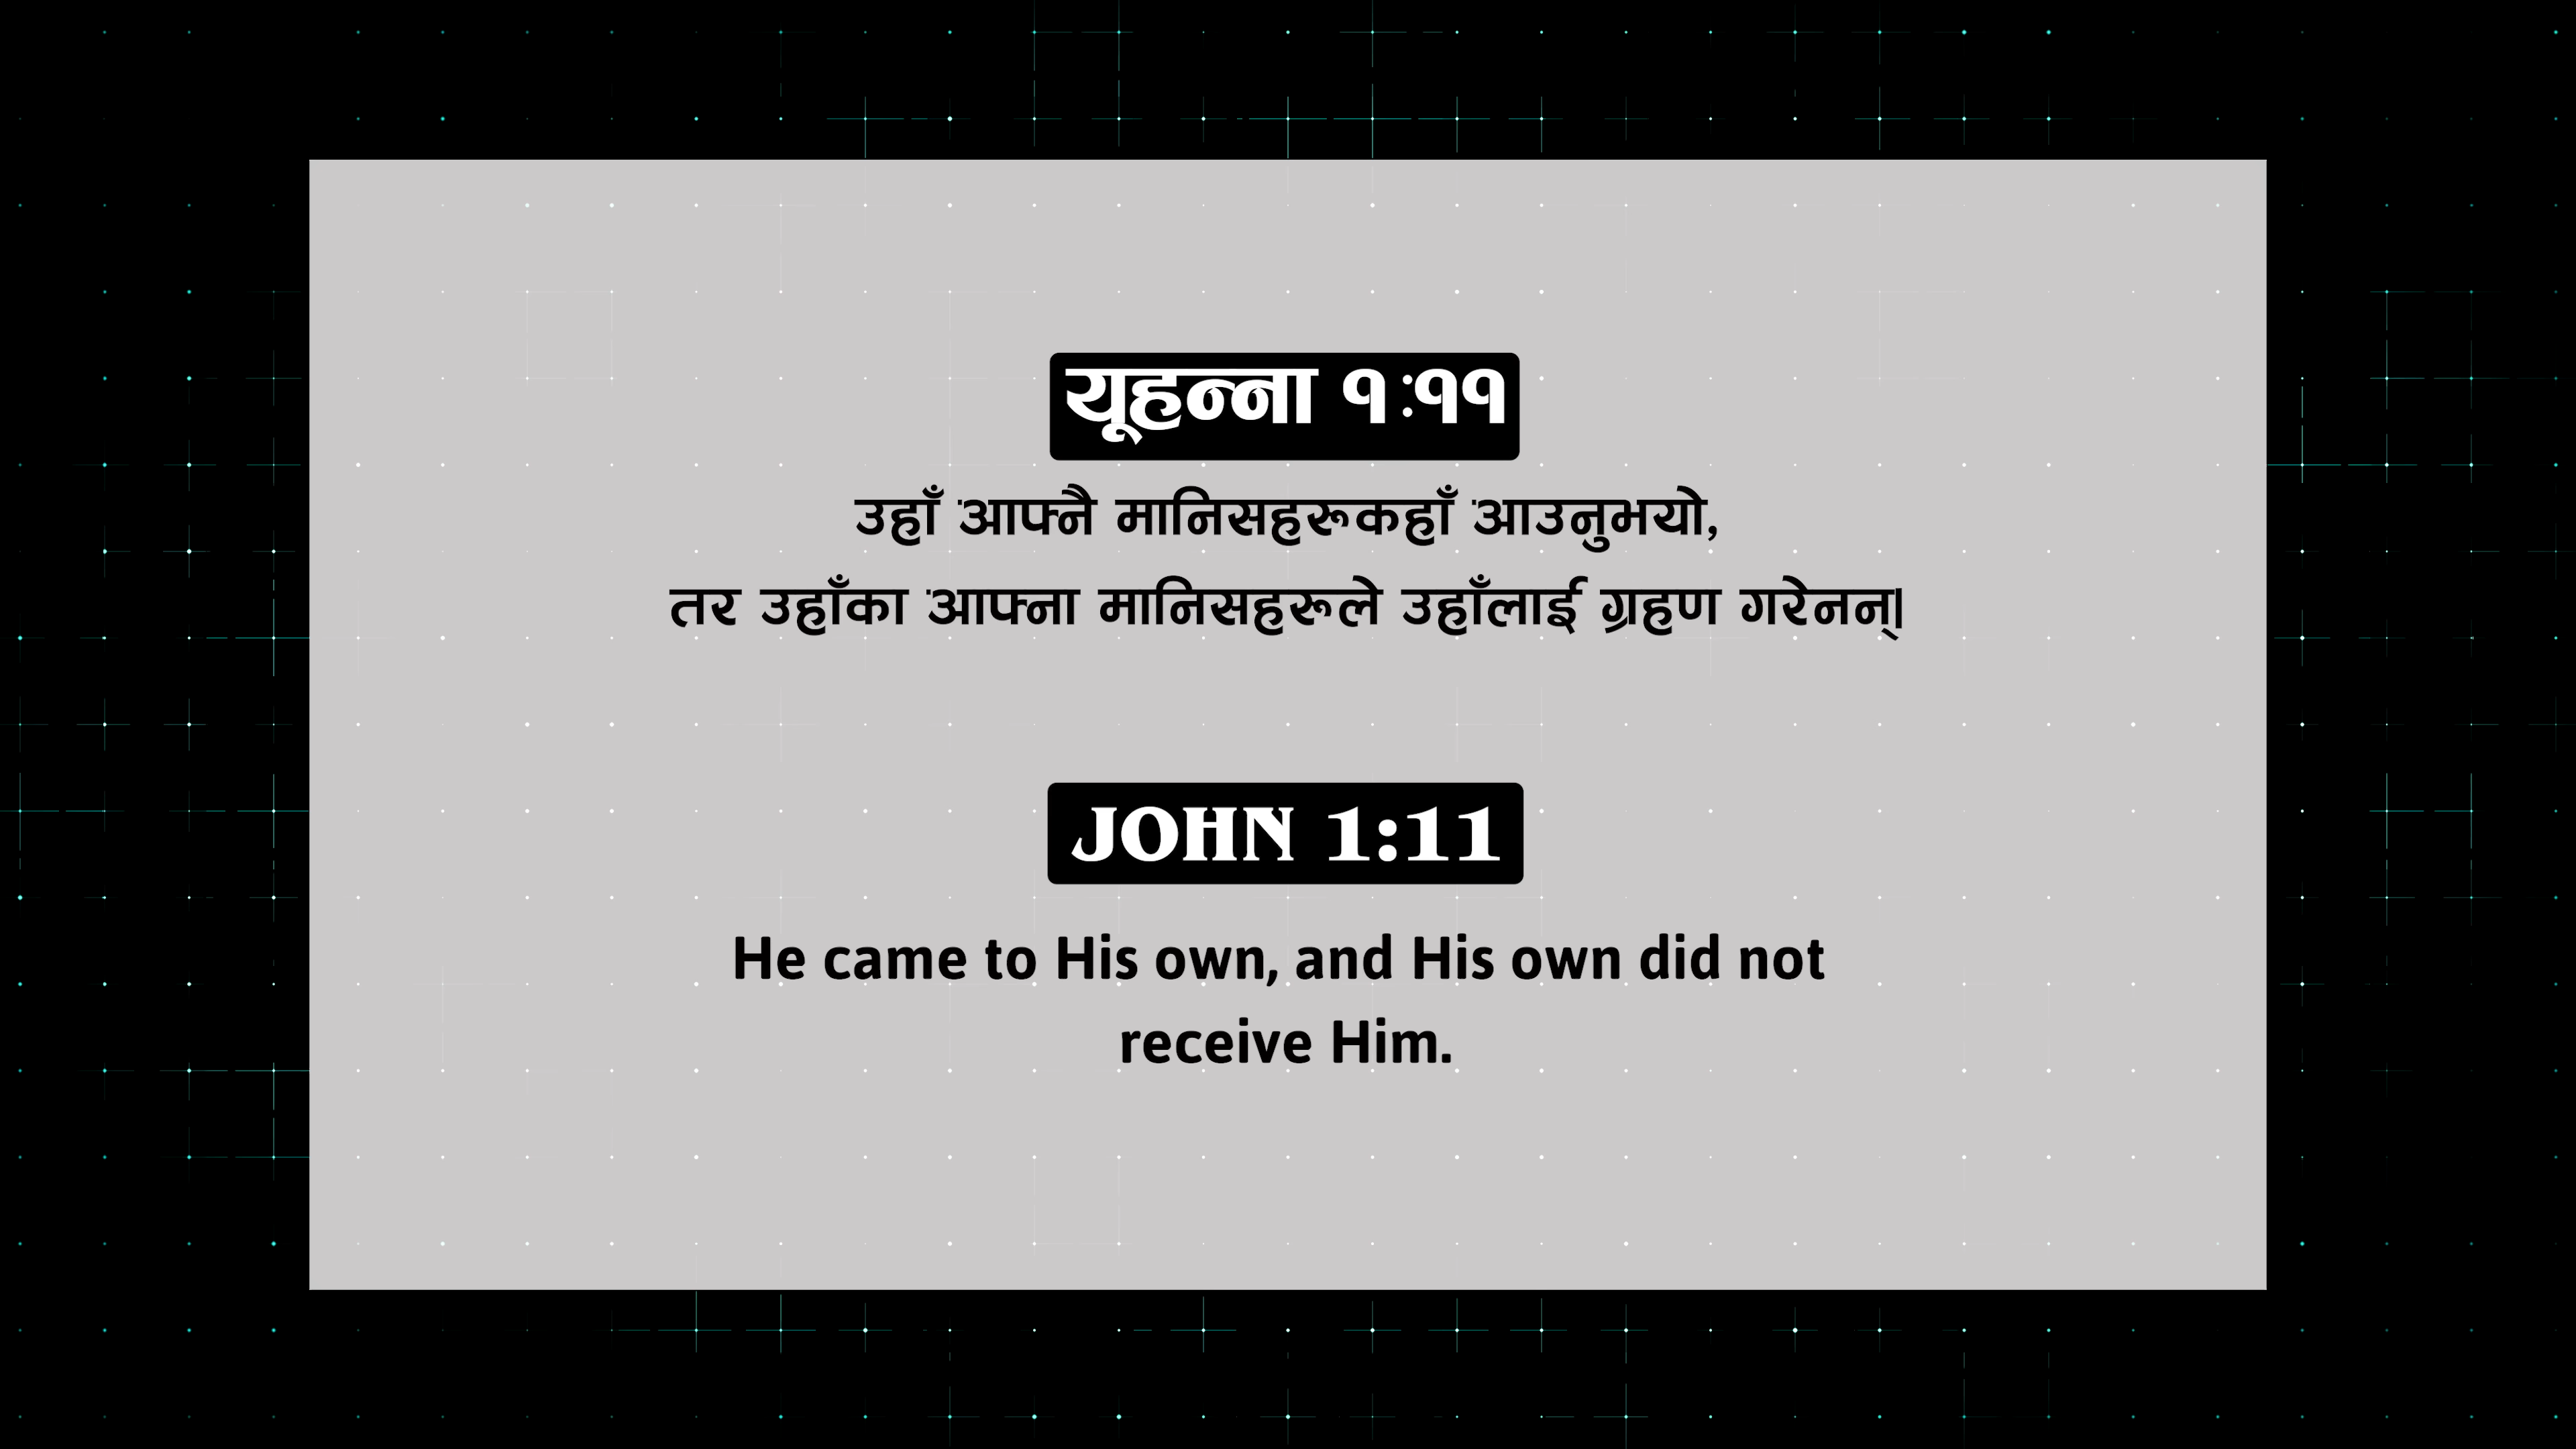 यूहन्ना १:११
उहाँ आफ्नै मानिसहरूकहाँ आउनुभयो,
तर उहाँका आफ्ना मानिसहरूले उहाँलाई ग्रहण गरेनन्|
JOHN 1:11
He came to His own, and His own did not
receive Him.